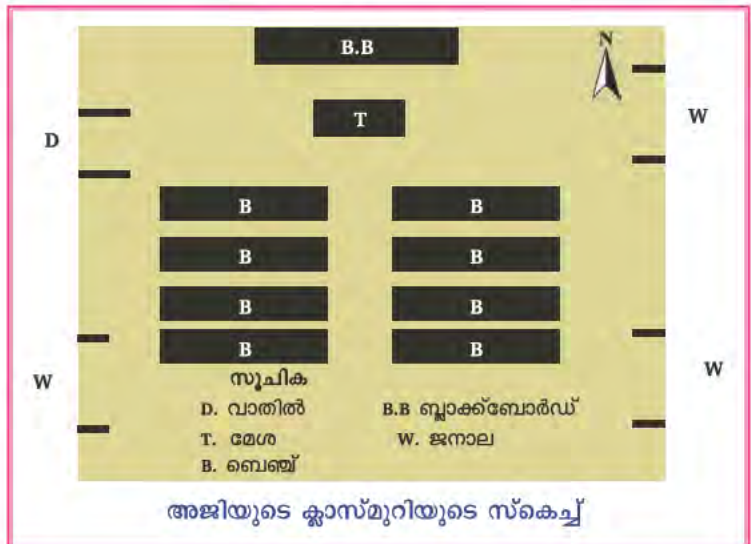 B.B
N
T
W
D
B B
B B
B B
B B
W W
സൂചിക
D. വാതിൽ B.B ബ്ലാക്ക്ബോർഡ്
T. മേശ W. ജനാല
B. ബെഞ്ച്
അജിയുടെ ക്ലാസ്മുറിയുടെ സ്കെച്ച്